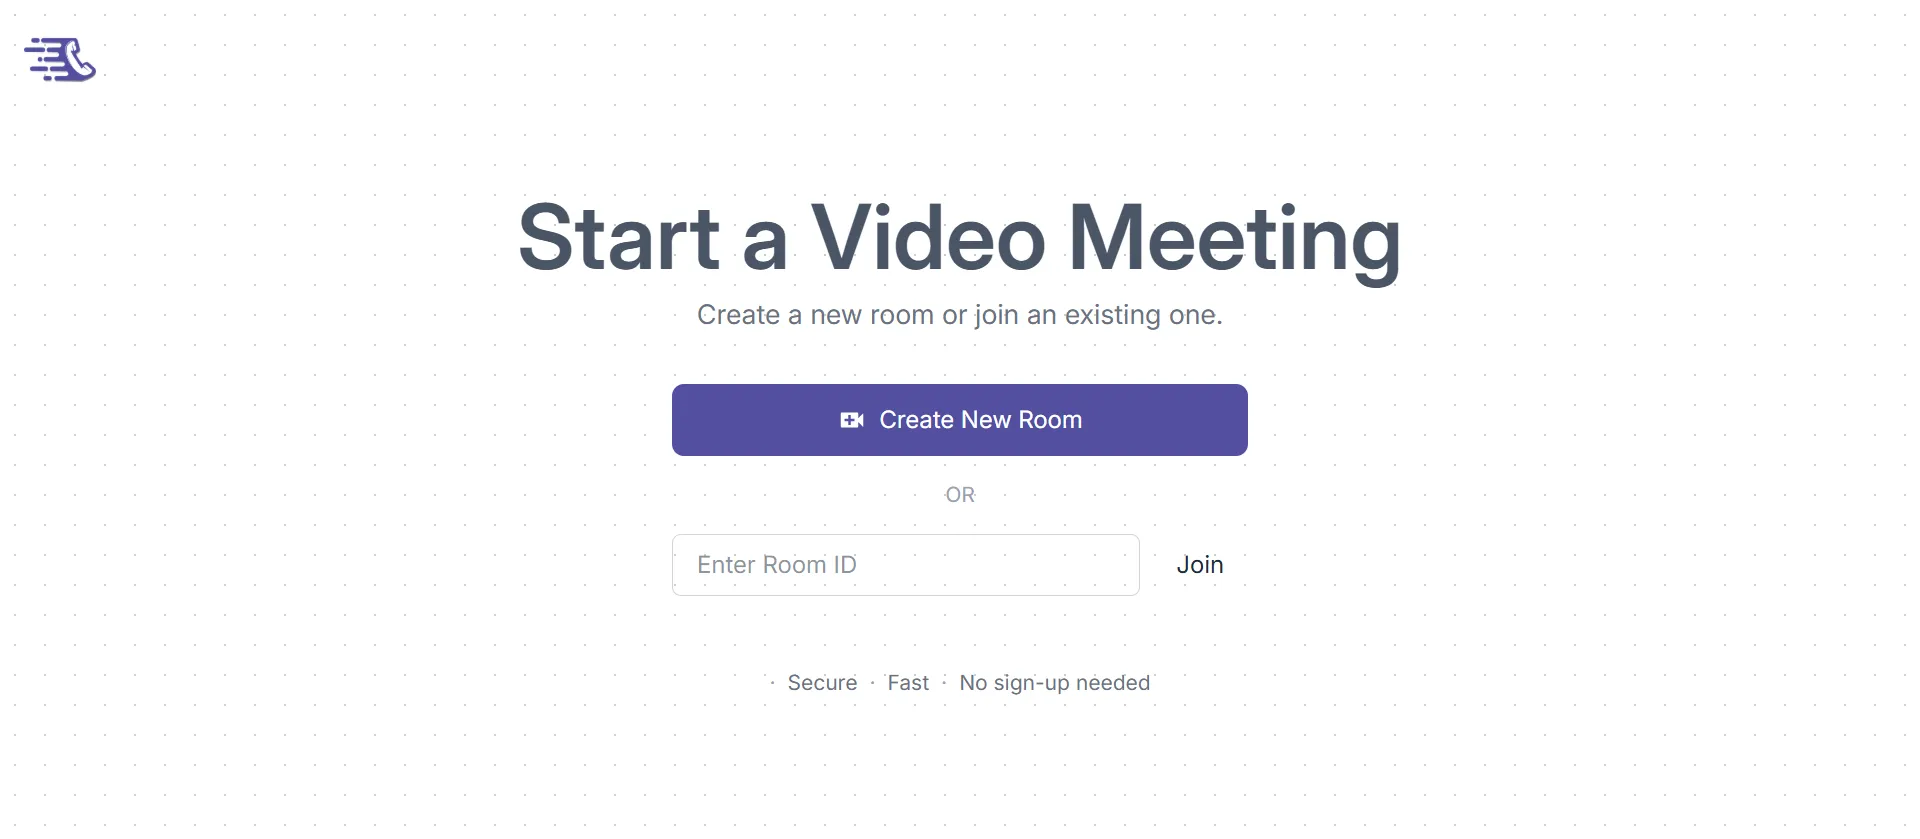 Start a Video Meeting
Create a new room or join an existing one.
Create New Room
OR
Enter Room ID
Join
· Secure · Fast · No sign-up needed